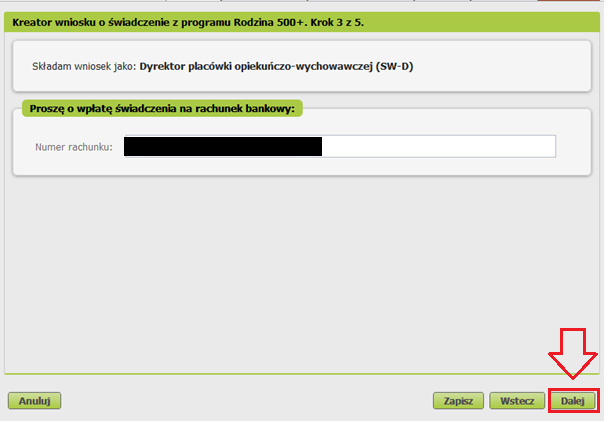 Kreator wniosku o świadczenie z programu Rodzina 500+. Krok 3 z 5.
Składam wniosek jako: Dyrektor placówki opiekuńczo-wychowawczej (SW-D)
Proszę o wpłatę świadczenia na rachunek bankowy:
Numer rachunku:
Anuluj Zapisz Wstecz Dalej